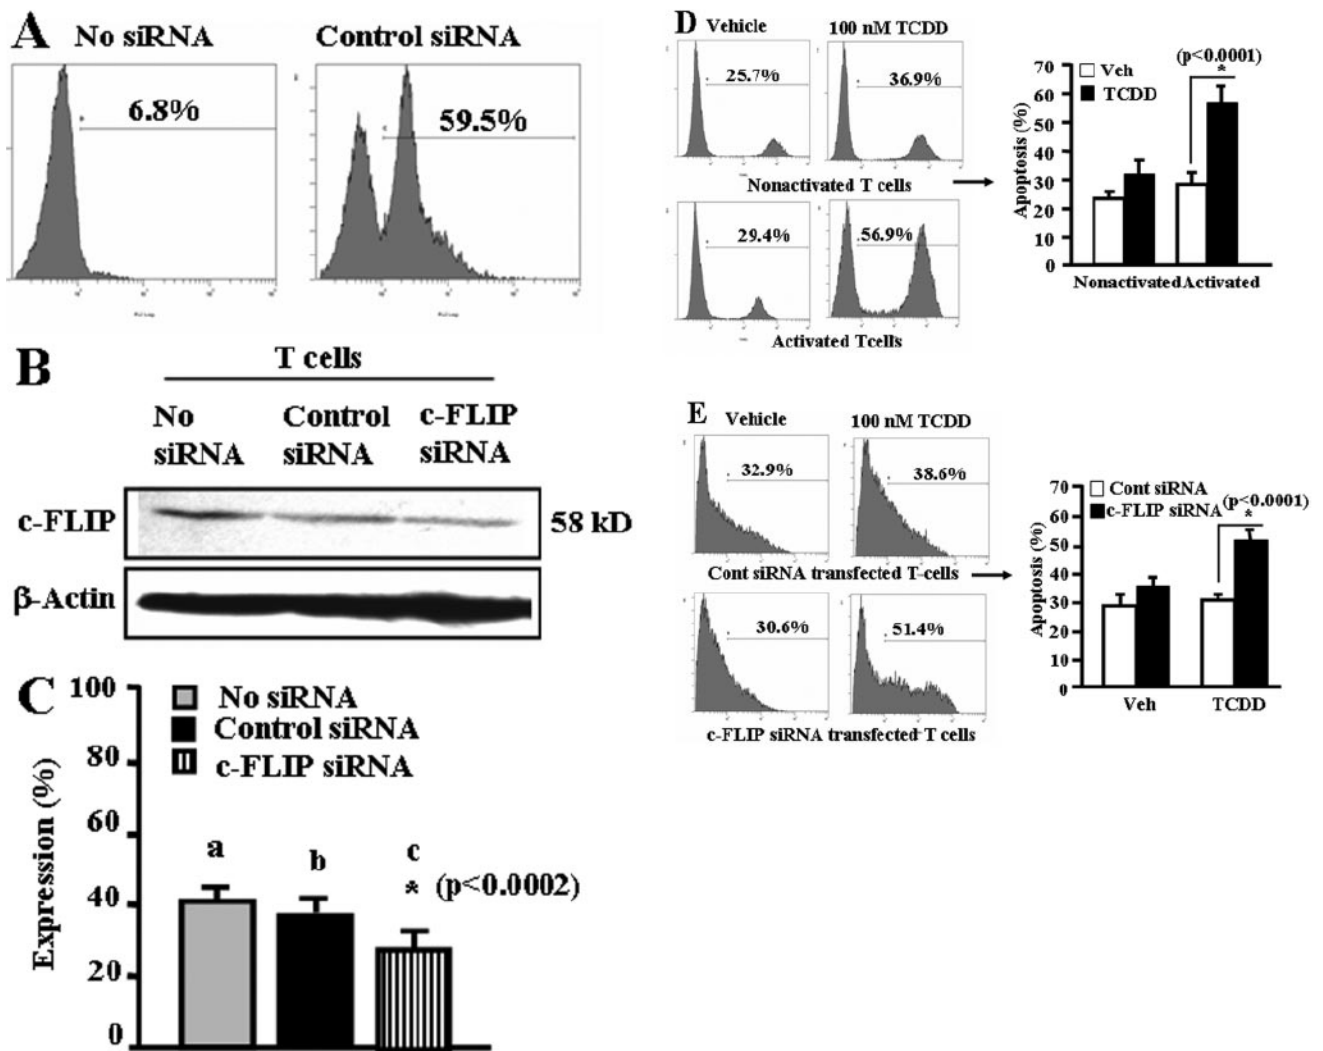 A
No siRNA
Control siRNA
6.8%
59.5%
B
T cells
No siRNA
Control siRNA
c-FLIP siRNA
c-FLIP
58 kD
β-Actin
C
No siRNA
Control siRNA
c-FLIP siRNA
Expression (%)
100
80
60
40
20
0
a
b
c
* (p<0.0002)
D
Vehicle
100 nM TCDD
25.7%
36.9%
Nonactivated T cells
29.4%
56.9%
Activated Tcells
Veh
TCDD
(p<0.0001)
*
Apoptosis (%)
70
60
50
40
30
20
10
0
Nonactivated
Activated
E
Vehicle
100 nM TCDD
32.9%
38.6%
Cont siRNA transfected T-cells
30.6%
51.4%
c-FLIP siRNA transfected T cells
Cont siRNA
c-FLIP siRNA
(p<0.0001)
*
Apoptosis (%)
70
60
50
40
30
20
10
0
Veh
TCDD